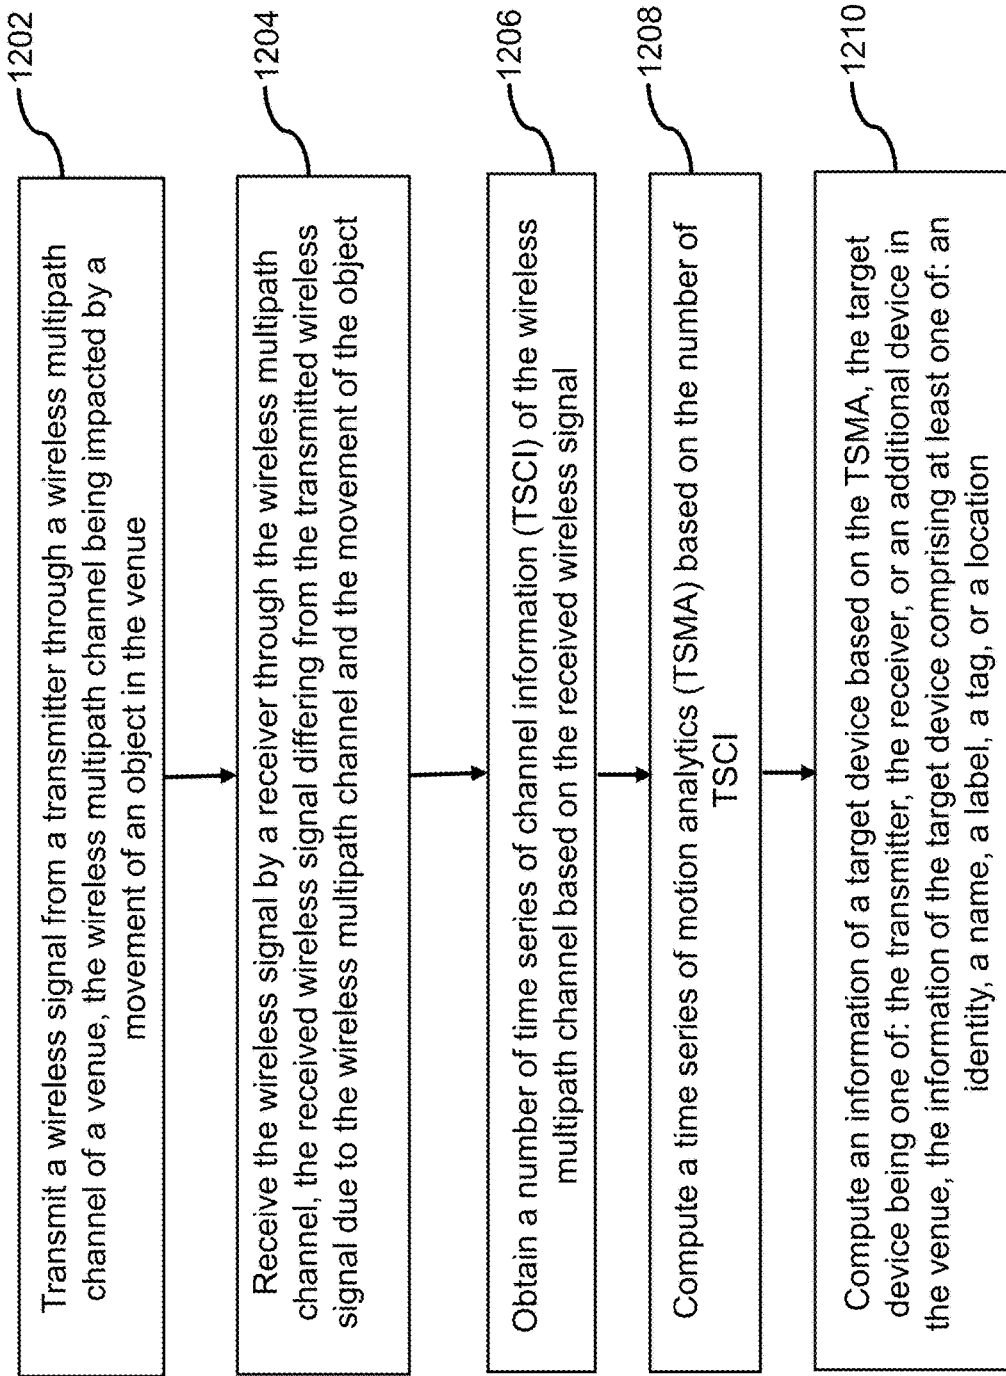 1202
Transmit a wireless signal from a transmitter through a wireless multipath
channel of a venue, the wireless multipath channel being impacted by a
movement of an object in the venue
1204
Receive the wireless signal by a receiver through the wireless multipath
channel, the received wireless signal differing from the transmitted wireless
signal due to the wireless multipath channel and the movement of the object
1206
Obtain a number of time series of channel information (TSCI) of the wireless
multipath channel based on the received wireless signal
1208
Compute a time series of motion analytics (TSMA) based on the number of
TSCI
1210
Compute an information of a target device based on the TSMA, the target
device being one of: the transmitter, the receiver, or an additional device in
the venue, the information of the target device comprising at least one of: an
identity, a name, a label, a tag, or a location